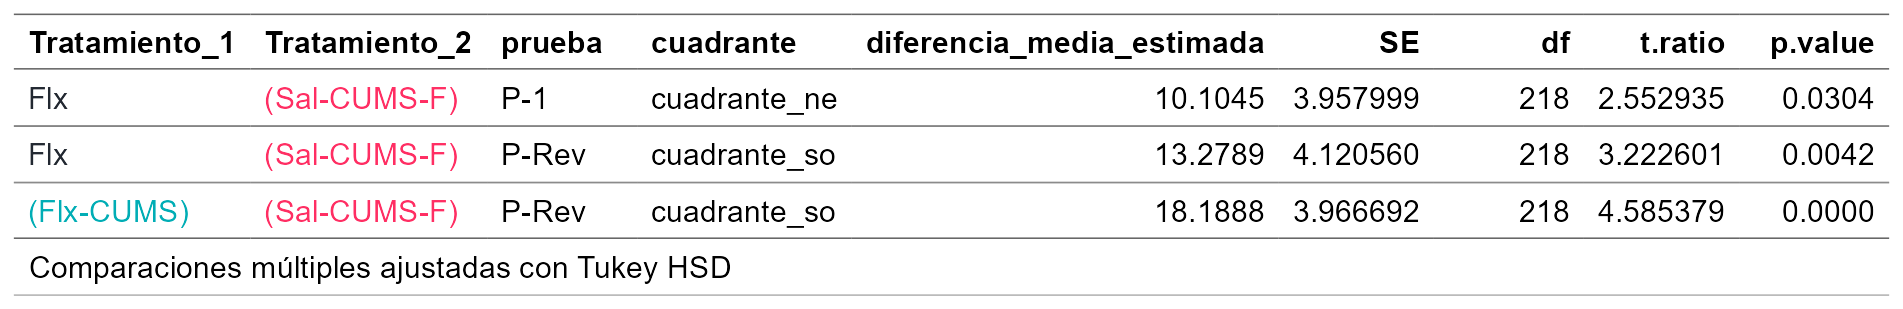 Tratamiento_1 Tratamiento_2 prueba cuadrante diferencia_media_estimada SE df t.ratio p.value
Flx (Sal-CUMS-F) P-1 cuadrante_ne 10.1045 3.957999 218 2.552935 0.0304
Flx (Sal-CUMS-F) P-Rev cuadrante_so 13.2789 4.120560 218 3.222601 0.0042
(Flx-CUMS) (Sal-CUMS-F) P-Rev cuadrante_so 18.1888 3.966692 218 4.585379 0.0000
Comparaciones múltiples ajustadas con Tukey HSD